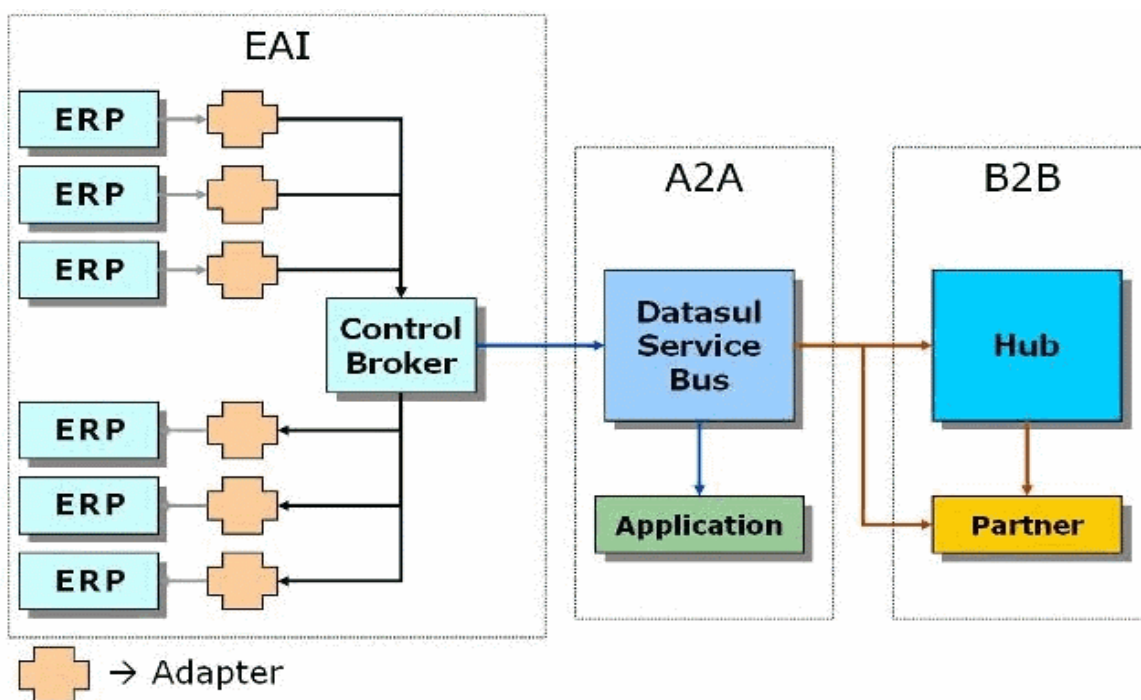 EAI
ERP
ERP
ERP
Control
Broker
ERP
ERP
ERP
A2A
Datasul
Service
Bus
Application
B2B
Hub
Partner
→ Adapter